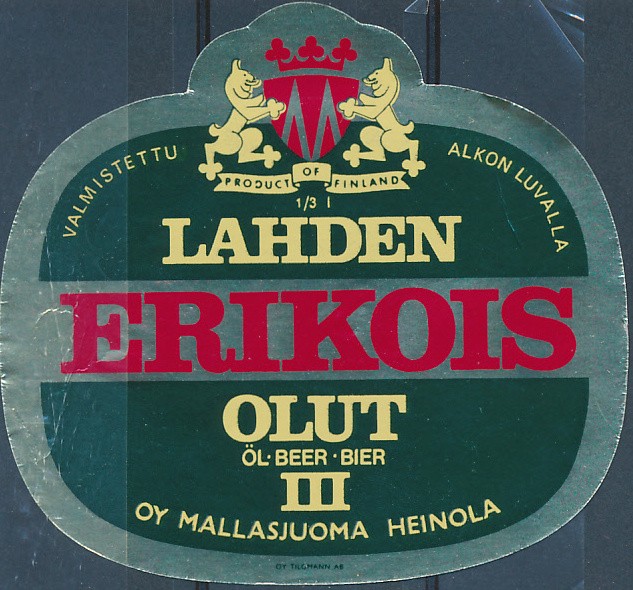 PRODUCT OF FINLAND
VALMISTETTU ALKON LUVALLA
1/3 l
LAHDEN
ERIKOIS
OLUT
ÖL·BEER·BIER
III
OY MALLASJUOMA HEINOLA
OY TILGMANN AB